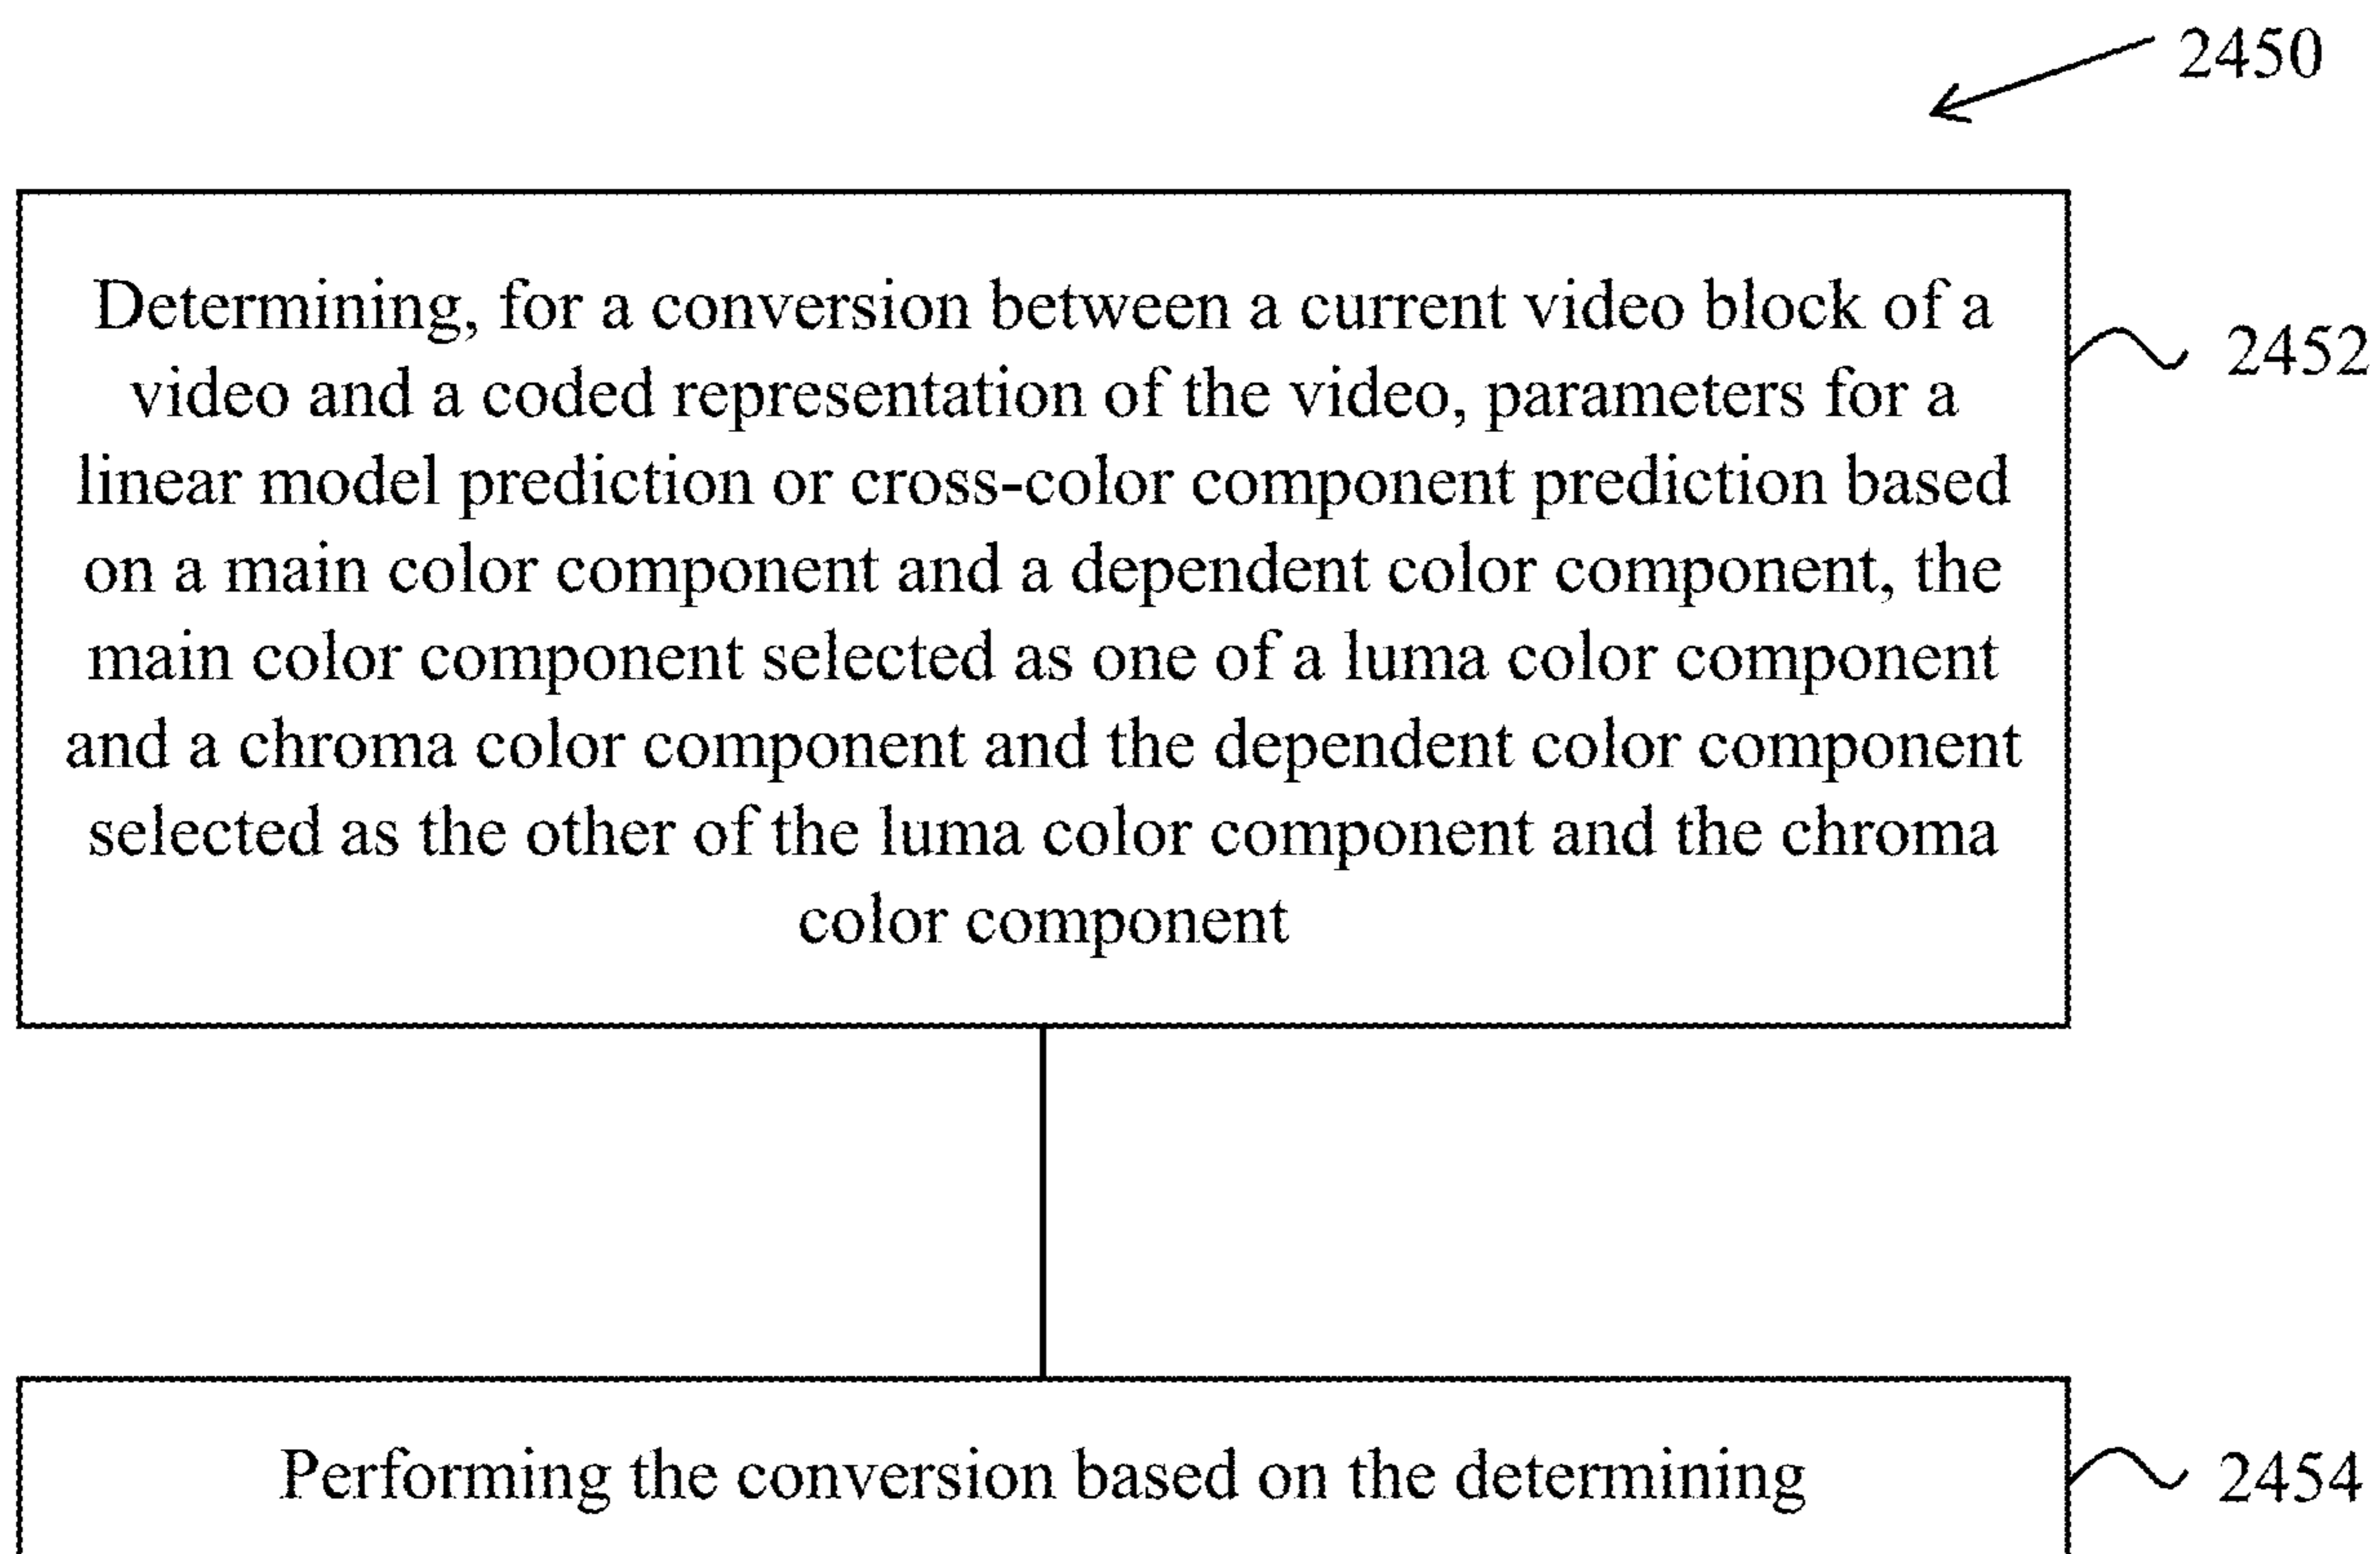 2450
Determining, for a conversion between a current video block of a
video and a coded representation of the video, parameters for a
linear model prediction or cross-color component prediction based
on a main color component and a dependent color component, the
main color component selected as one of a luma color component
and a chroma color component and the dependent color component
selected as the other of the luma color component and the chroma
color component
2452
Performing the conversion based on the determining
2454